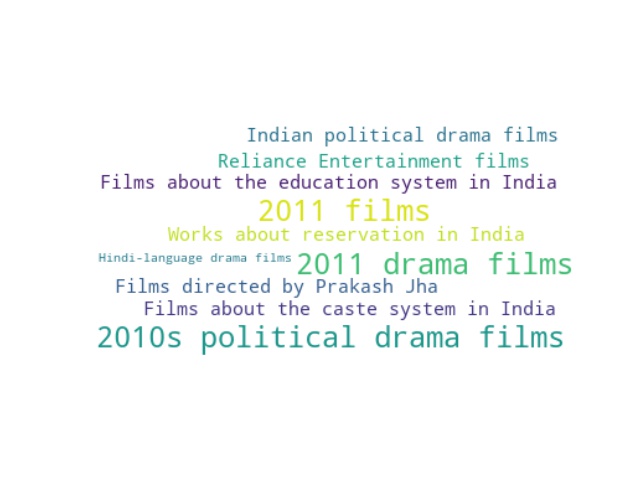 Indian political drama films
Reliance Entertainment films
Films about the education system in India
2011 films
Works about reservation in India
Hindi-language drama films
2011 drama films
Films directed by Prakash Jha
Films about the caste system in India
2010s political drama films